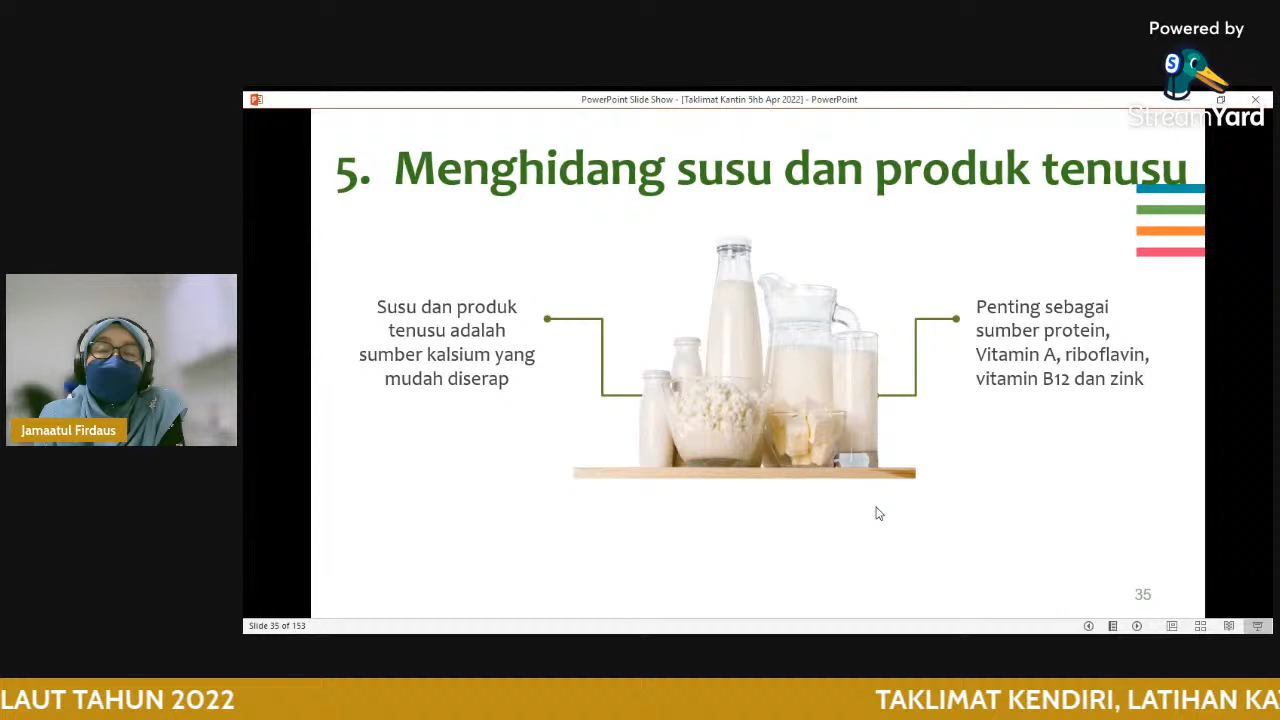 Powered by
StreamYard
PowerPoint Slide Show - [Taklimat Kantin 5hb Apr 2022] - PowerPoint
5. Menghidang susu dan produk tenusu
Susu dan produk
tenusu adalah
sumber kalsium yang
mudah diserap
Penting sebagai
sumber protein,
Vitamin A, riboflavin,
vitamin B12 dan zink
Jamaatul Firdaus
35
Slide 35 of 153
LAUT TAHUN 2022
TAKLIMAT KENDIRI, LATIHAN KA